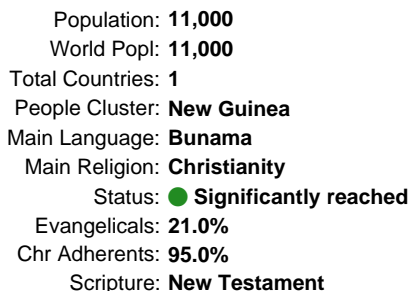 Population: 11,000
World Popl: 11,000
Total Countries: 1
People Cluster: New Guinea
Main Language: Bunama
Main Religion: Christianity
Status: Significantly reached
Evangelicals: 21.0%
Chr Adherents: 95.0%
Scripture: New Testament